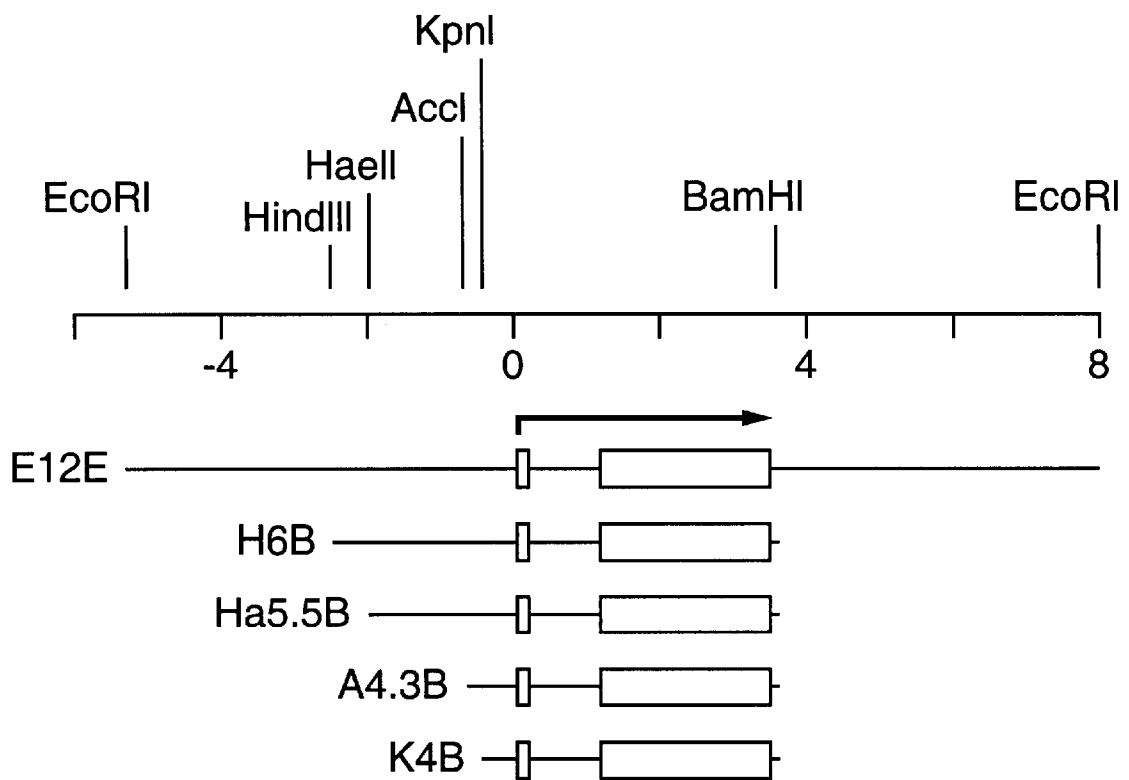 KpnI
AccI
HaeII
EcoRI
HindIII
BamHI
EcoRI
-4
0
4
8
E12E
H6B
Ha5.5B
A4.3B
K4B